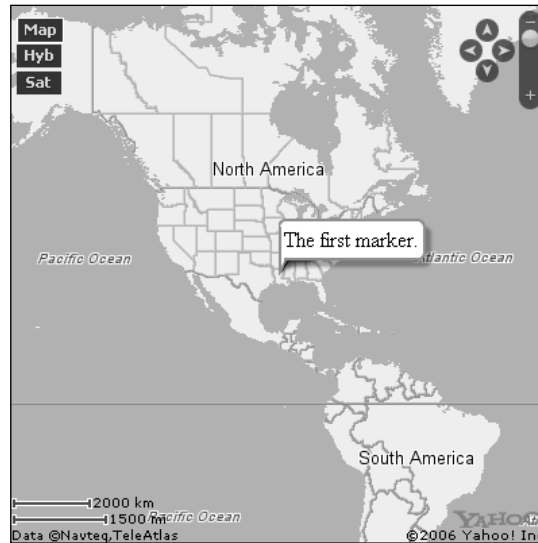 Map
Hyb
Sat
North America
The first marker.
Pacific Ocean
Atlantic Ocean
South America
2000 km
1500 mi
Pacific Ocean
YAHOO
Data ©Navteq,TeleAtlas
©2006 Yahoo! In